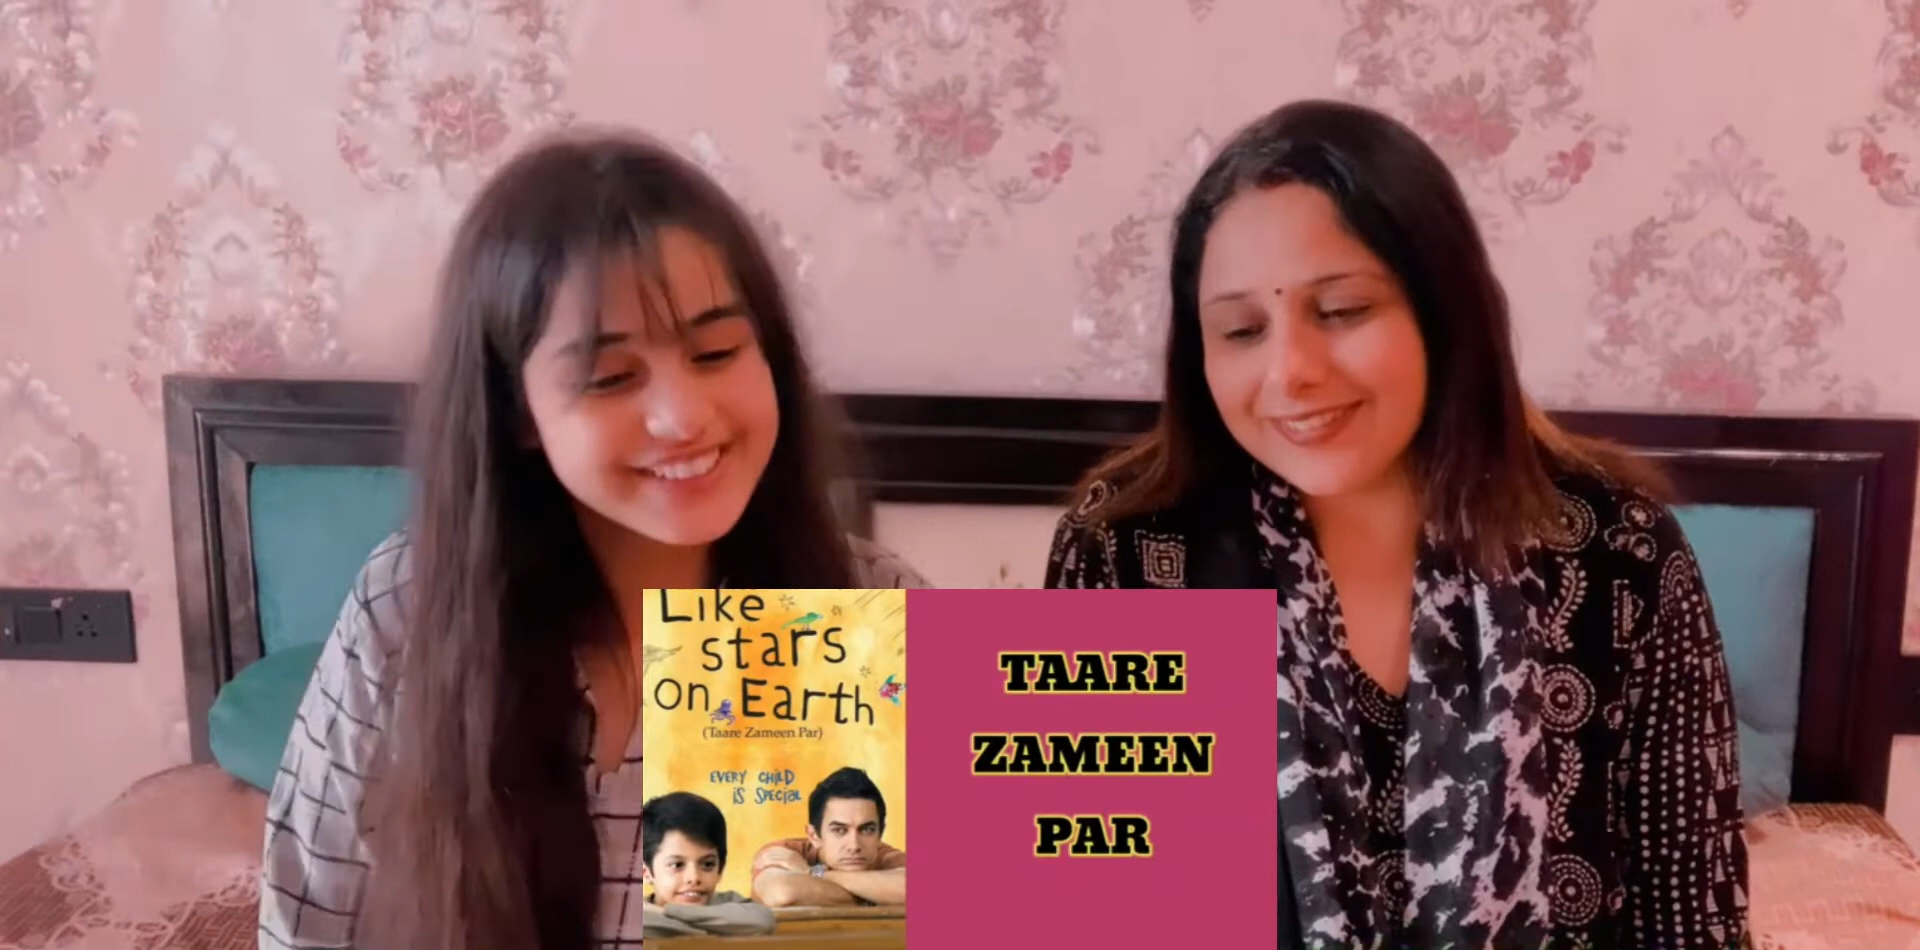 Like
stars
on Earth
(Taare Zameen Par)
EVERY CHILD
is SPECIAL
TAARE
ZAMEEN
PAR